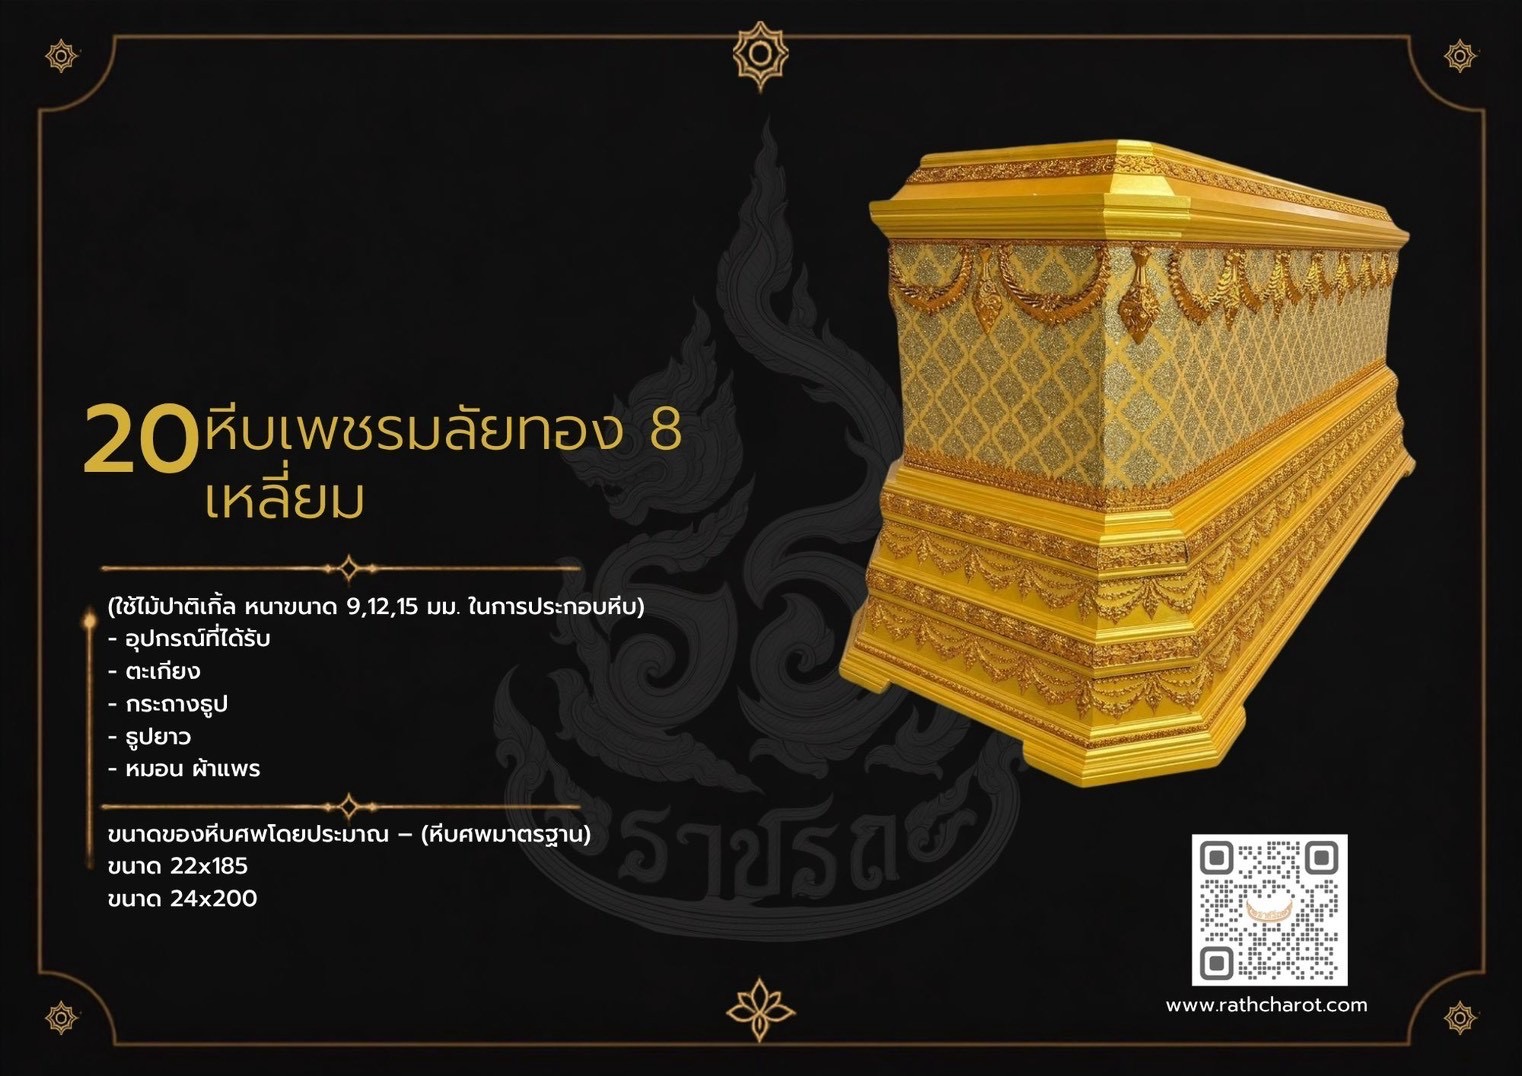 20 หีบเพชรมลัยทอง 8
เหลี่ยม
(ใช้ไม้ปาติเกิ้ล หนาขนาด 9,12,15 มม. ในการประกอบหีบ)
- อุปกรณ์ที่ได้รับ
- ตะเกียง
- กระถางธูป
- ธูปยาว
- หมอน ผ้าแพร
ขนาดของหีบศพโดยประมาณ – (หีบศพมาตรฐาน)
ขนาด 22x185
ขนาด 24x200
ราชรถ
www.rathcharot.com